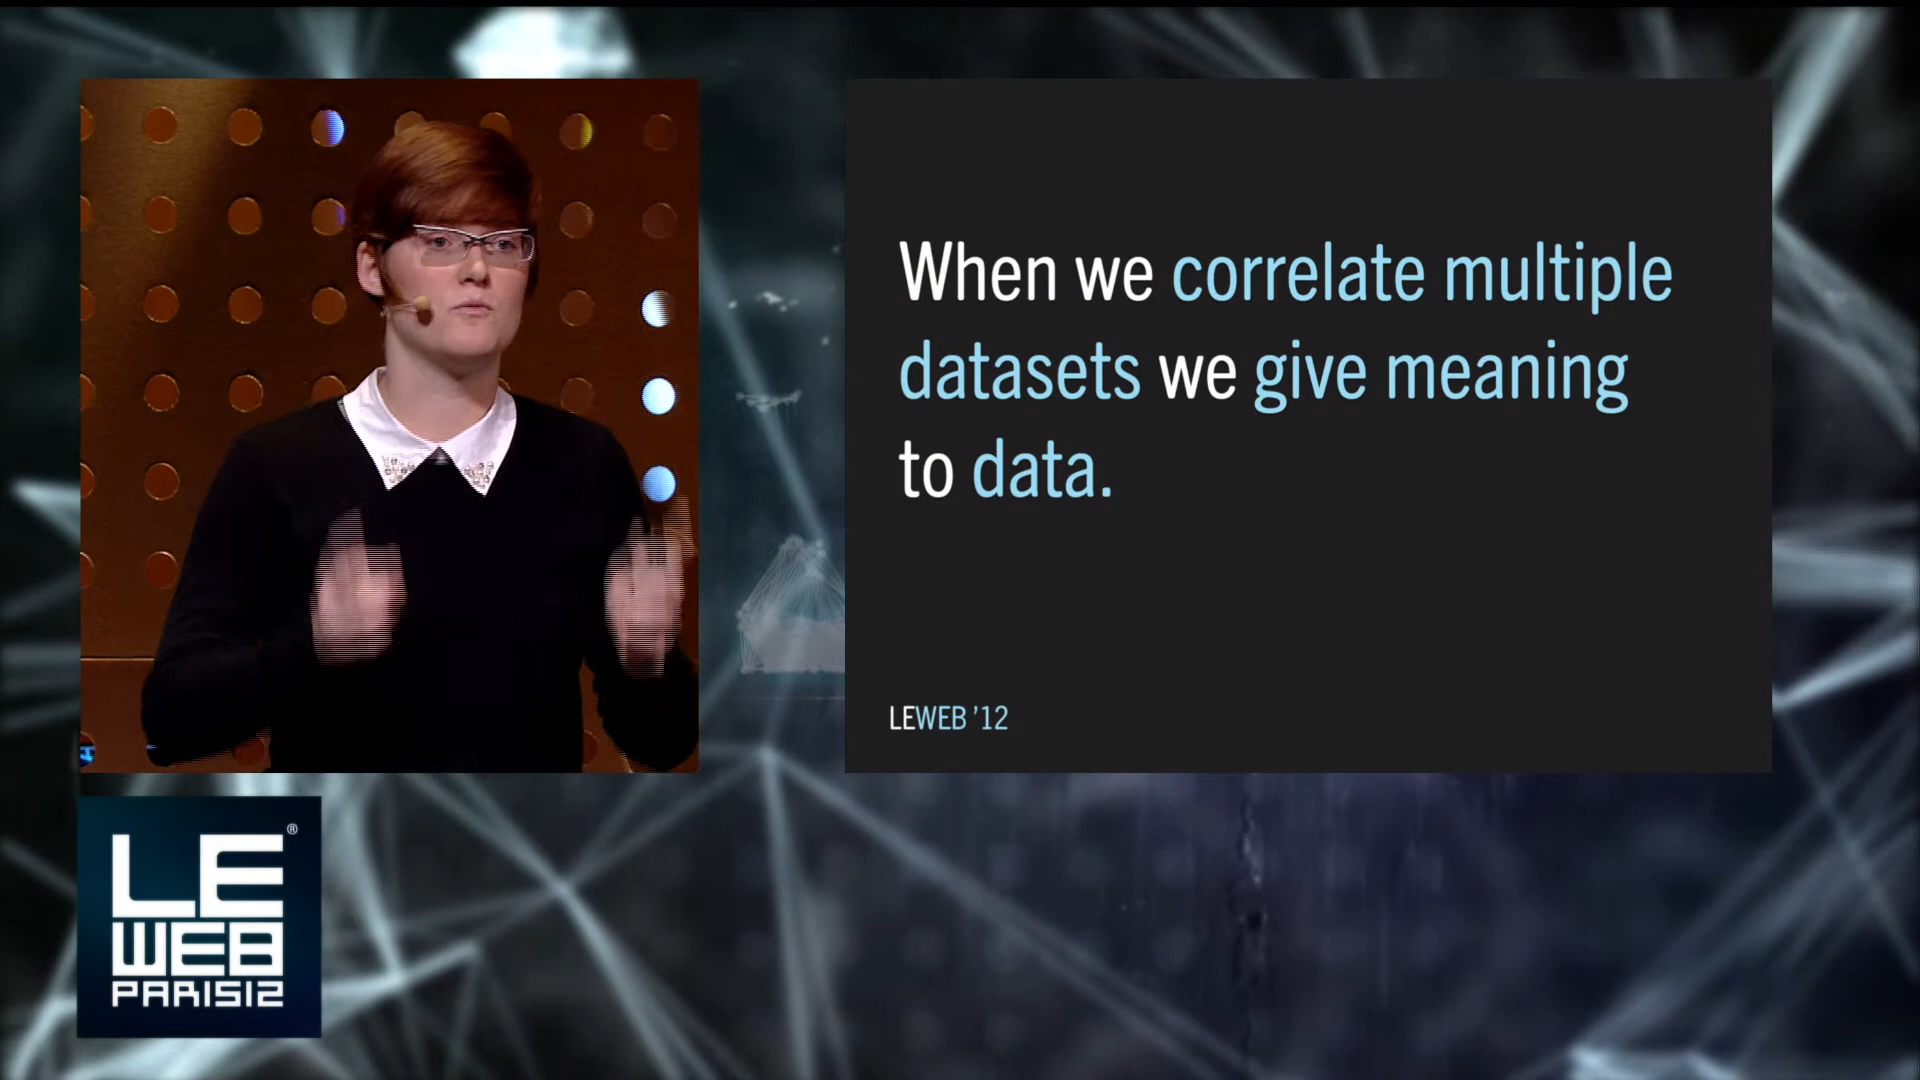 When we correlate multiple
datasets we give meaning
to data.
LEWEB '12
LE®
WEB
PARIS12